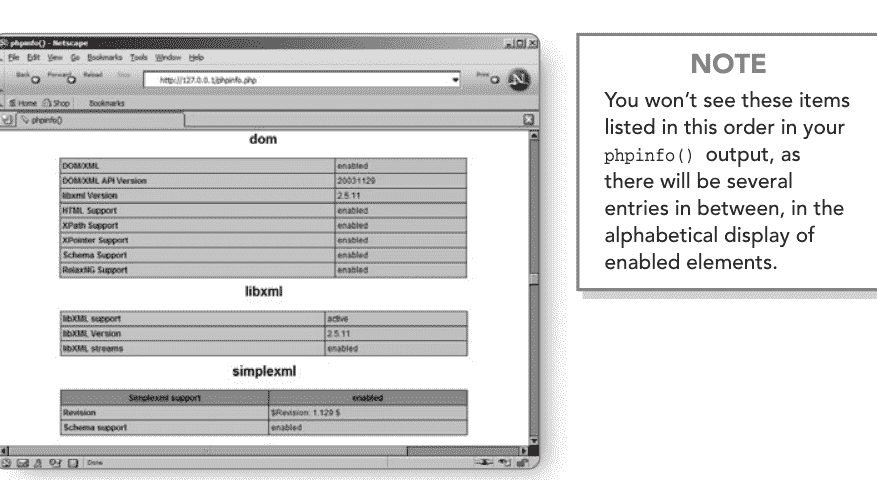 phpinfo() - Netscape
File Edit View Go Bookmarks Tools Window Help
Back Forward Reload Stop http://127.0.0.1/phpinfo.php Print N
Home Shop Bookmarks
phpinfo()
dom
DOM/XML enabled
DOM/XML API Version 20031129
libxml Version 2.5.11
HTML Support enabled
XPath Support enabled
XPointer Support enabled
Schema Support enabled
RelaxNG Support enabled
libxml
libXML support active
libXML Version 2.5.11
libXML streams enabled
simplexml
Simplexml support enabled
Revision $Revision: 1.129 $
Schema support enabled
Done
NOTE
You won't see these items
listed in this order in your
phpinfo() output, as
there will be several
entries in between, in the
alphabetical display of
enabled elements.